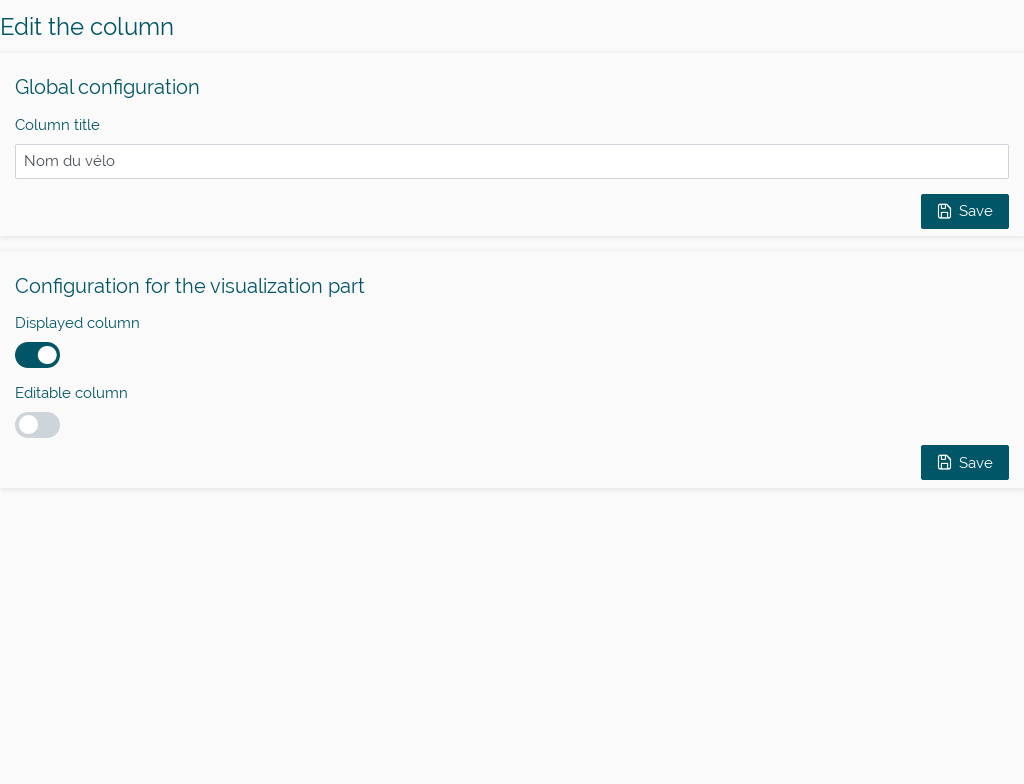 Edit the column
Global configuration
Column title
Nom du vélo
Save
Configuration for the visualization part
Displayed column
Editable column
Save